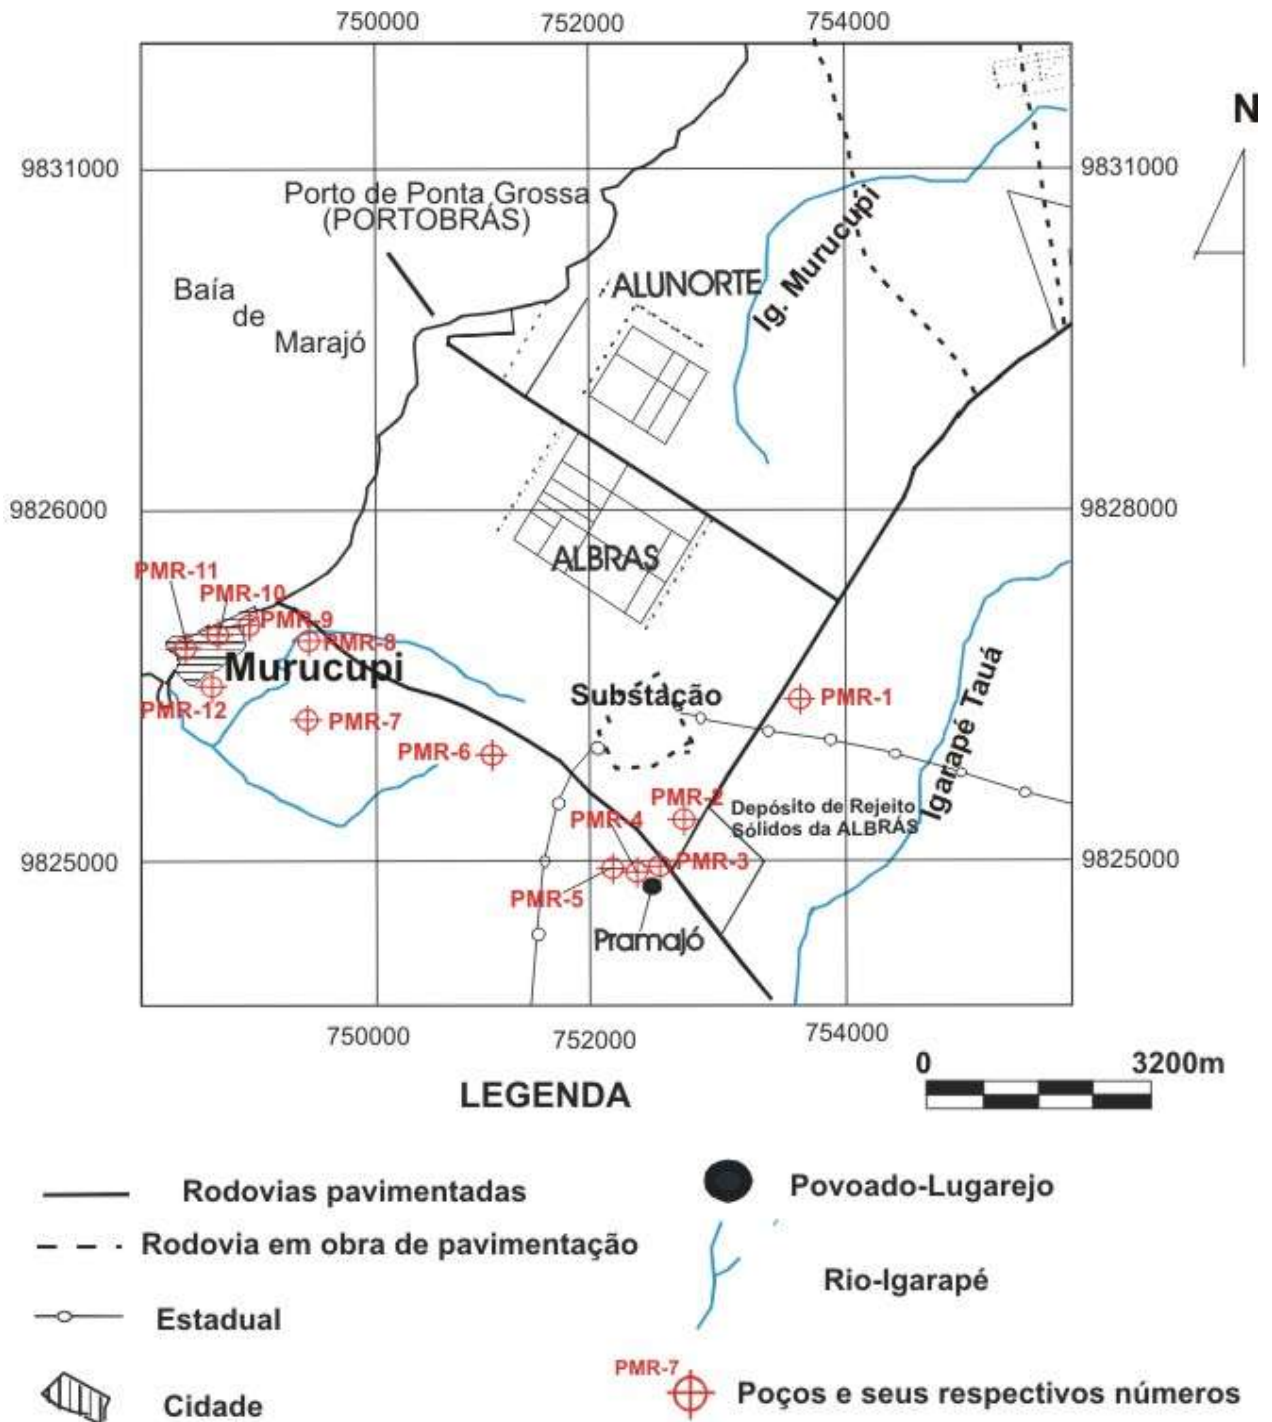 750000
752000
754000
N
9831000
9831000
Porto de Ponta Grossa
(PORTOBRÁS)
Baía
de
Marajó
ALUNORTE
Ig. Murucupi
9826000
9828000
ALBRAS
PMR-11
PMR-10
PMR-9
PMR-8
Murucupi
PMR-12
PMR-7
PMR-6
Substação
PMR-1
Igarapé Tauá
PMR-2
Depósito de Rejeito
Sólidos da ALBRÁS
PMR-4
PMR-3
9825000
9825000
PMR-5
Pramajó
750000
752000
754000
0
3200m
LEGENDA
Rodovias pavimentadas
Povoado-Lugarejo
Rodovia em obra de pavimentação
Rio-Igarapé
Estadual
PMR-7
Poços e seus respectivos números
Cidade